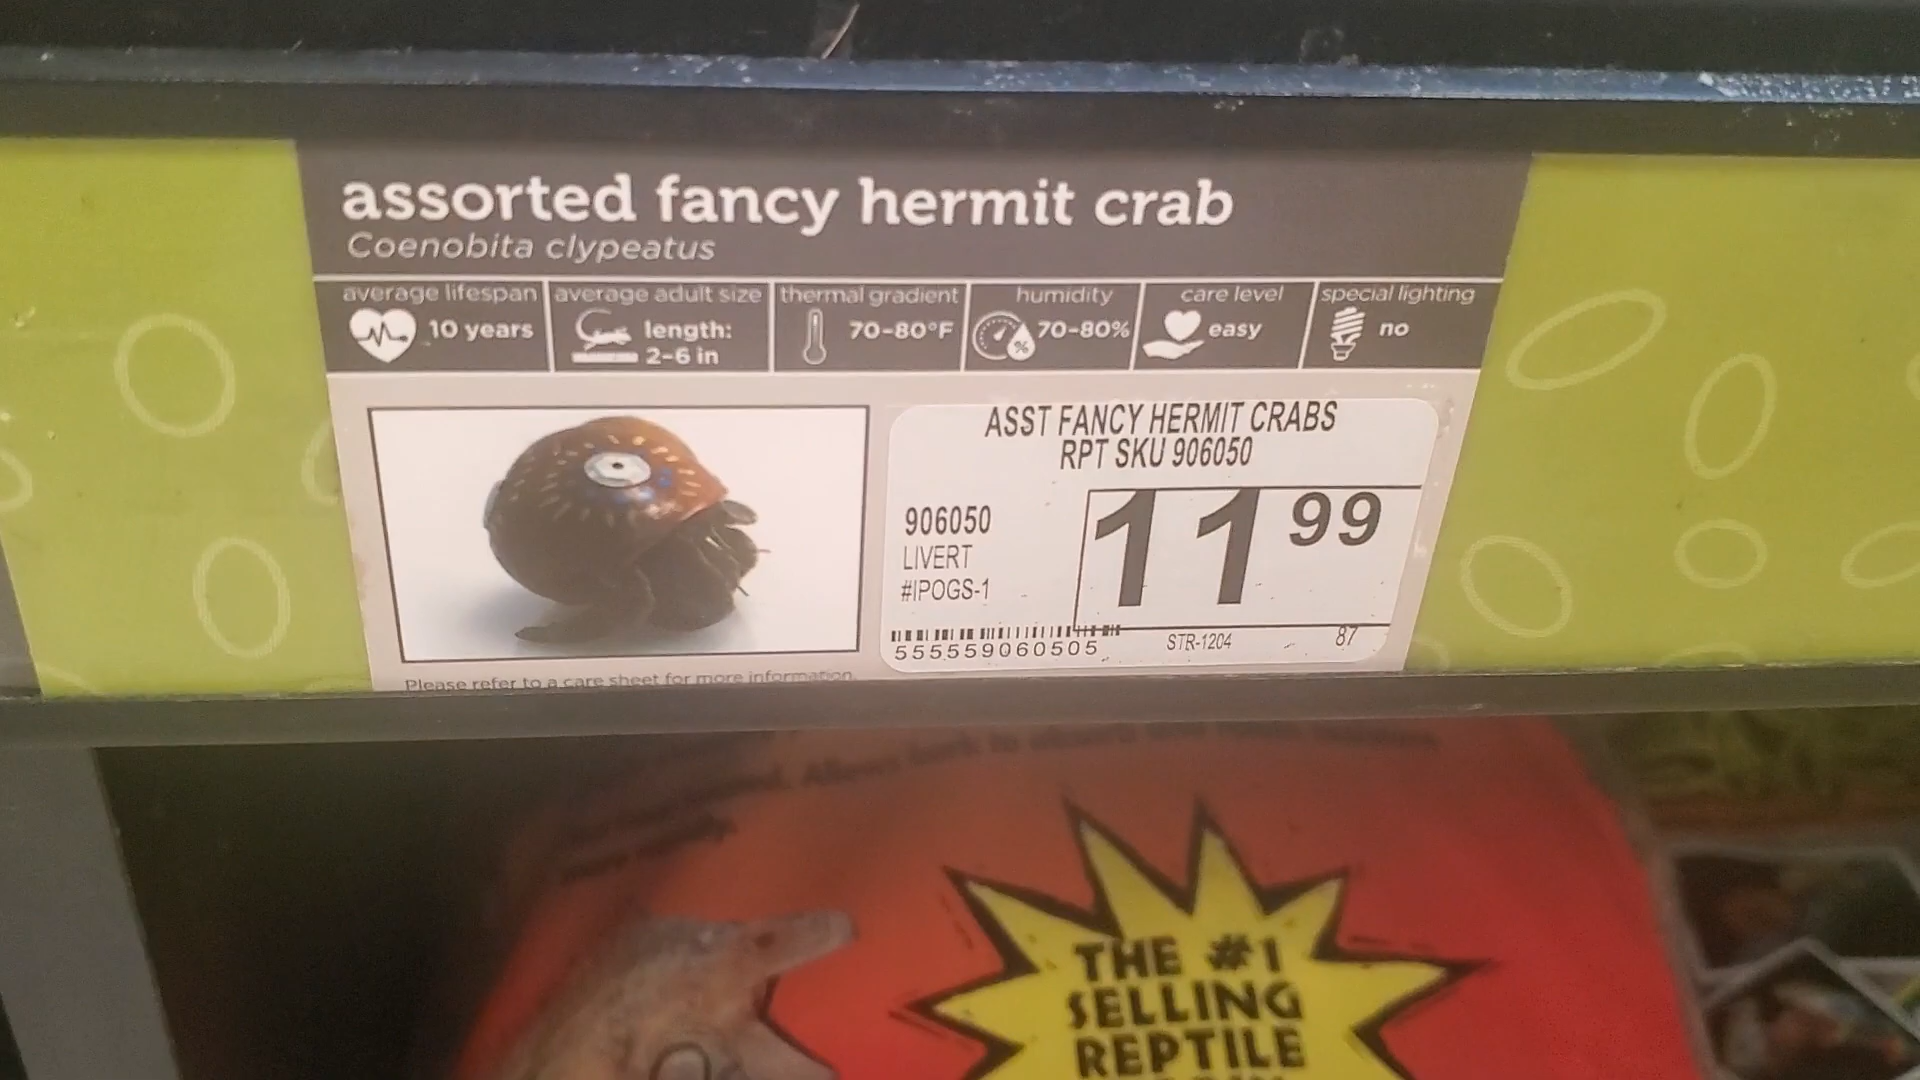 assorted fancy hermit crab
Coenobita clypeatus
average lifespan
10 years
average adult size
length:
2-6 in
thermal gradient
70-80°F
humidity
%
70-80%
care level
easy
special lighting
no
ASST FANCY HERMIT CRABS
RPT SKU 906050
906050
LIVERT
#IPOGS-1
11 99
555559060505
STR-1204
87
Please refer to a care sheet for more information.
THE #1
SELLING
REPTILE